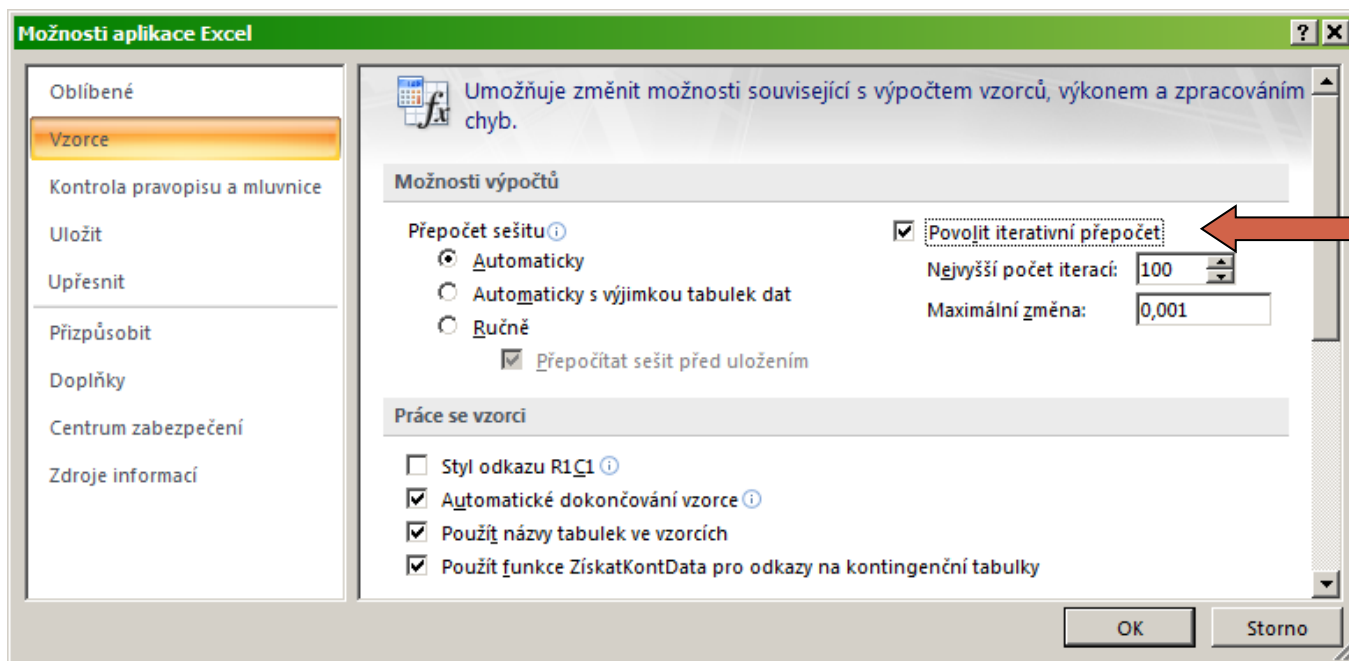 Možnosti aplikace Excel
Oblíbené
Vzorce
Kontrola pravopisu a mluvnice
Uložit
Upřesnit
Přizpůsobit
Doplňky
Centrum zabezpečení
Zdroje informací
Umožňuje změnit možnosti související s výpočtem vzorců, výkonem a zpracováním
chyb.
Možnosti výpočtů
Přepočet sešitu
Automaticky
Automaticky s výjimkou tabulek dat
Ručně
Přepočítat sešit před uložením
Povolit iterativní přepočet
Nejvyšší počet iterací: 100
Maximální změna: 0,001
Práce se vzorci
Styl odkazu R1C1
Automatické dokončování vzorce
Použít názvy tabulek ve vzorcích
Použít funkce ZískatKontData pro odkazy na kontingenční tabulky
OK
Storno